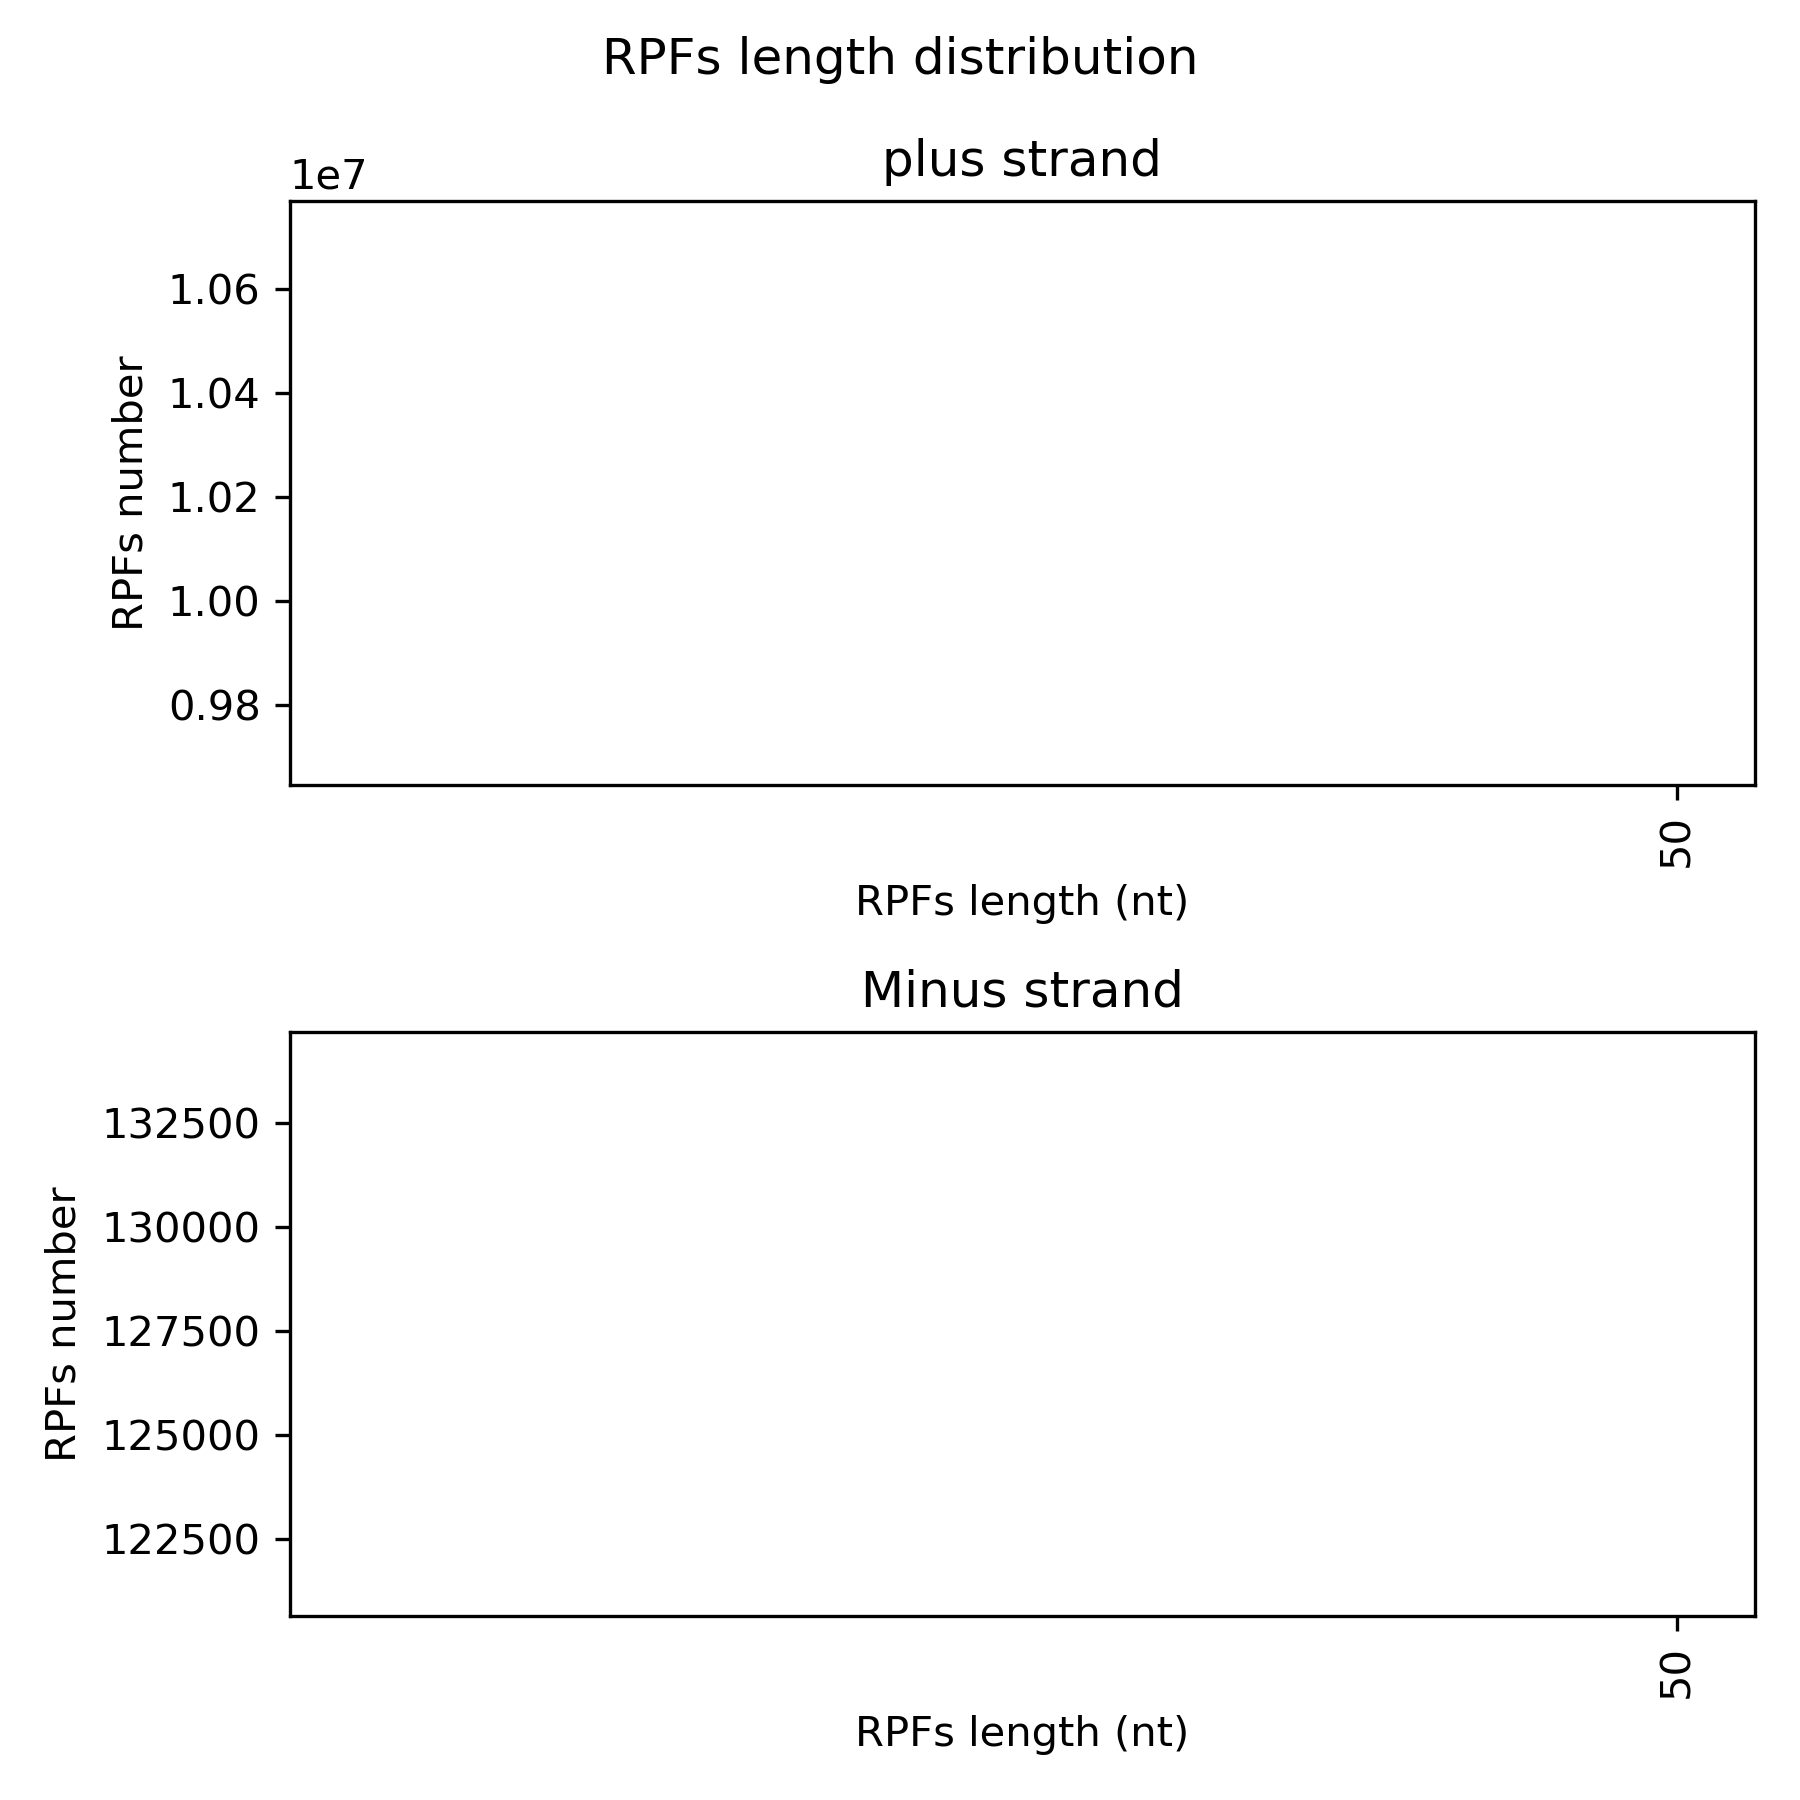 RPFs length distribution
plus strand
1e7
1.06
1.04
1.02
1.00
0.98
RPFs number
50
RPFs length (nt)
Minus strand
132500
130000
127500
125000
122500
RPFs number
50
RPFs length (nt)